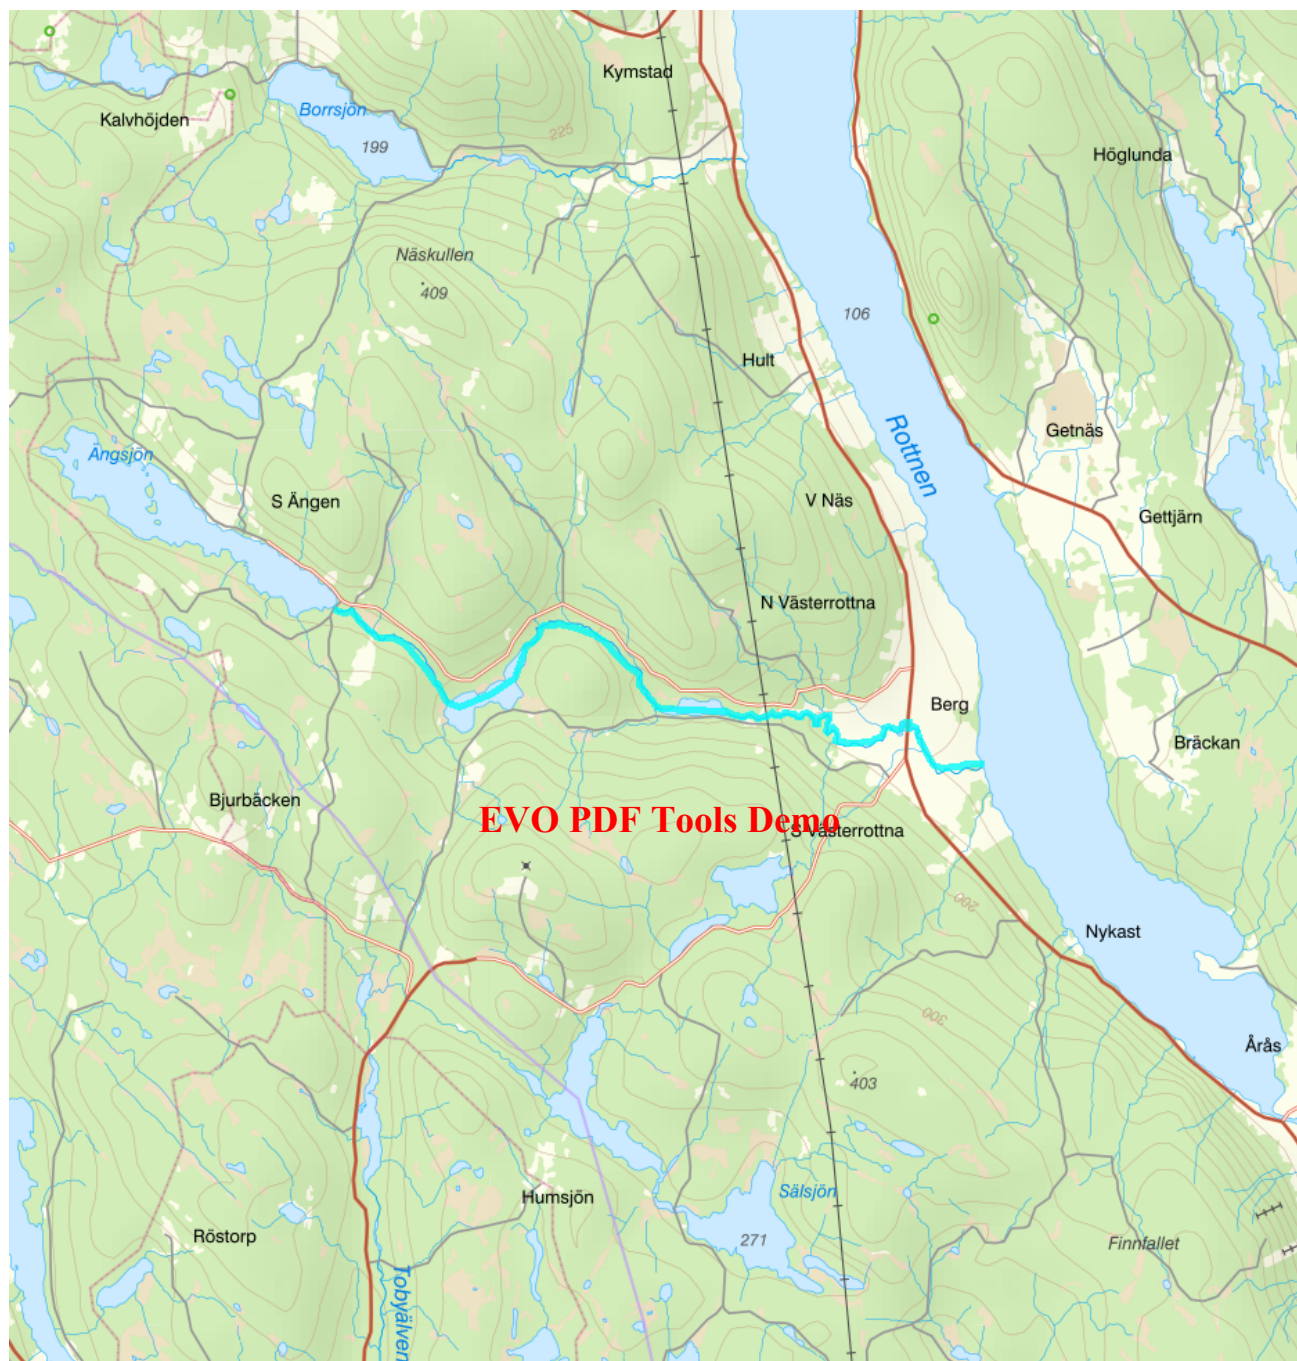 Kymstad
Borrsjön
Kalvhöjden
225
199
Höglunda
Näskullen
409
106
Hult
Rottnen
Getnäs
Ängsjön
S Ängen
V Näs
Gettjärn
N Västerrottna
Berg
Bräckan
Bjurbäcken
EVO PDF Tools Demo
S Västerrottna
200
Nykast
300
Årås
403
Humsjön
Sälsjön
Röstorp
271
Finnfallet
Tobyälven